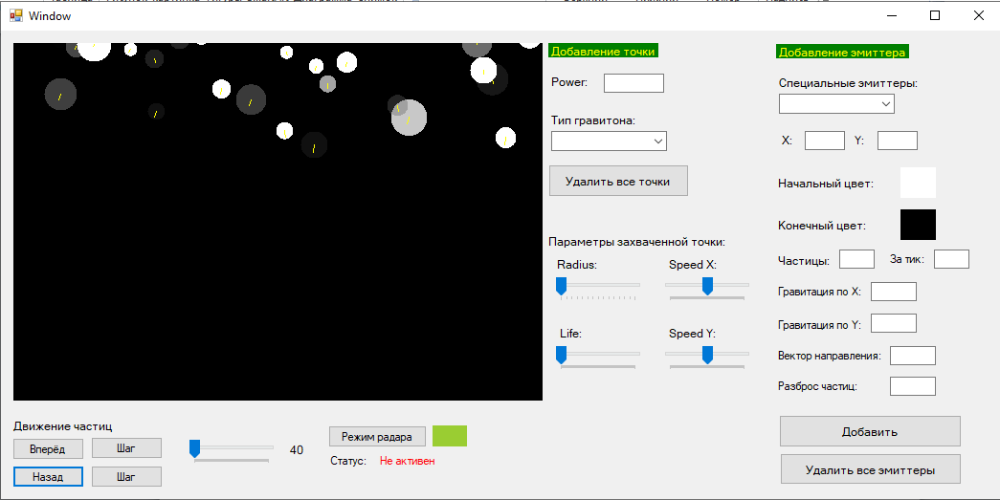 Window
Добавление точки
Power:
Тип гравитона:
Удалить все точки
Параметры захваченной точки:
Radius:
Speed X:
Life:
Speed Y:
Добавление эмиттера
Специальные эмиттеры:
X:
Y:
Начальный цвет:
Конечный цвет:
Частицы:
За тик:
Гравитация по X:
Гравитация по Y:
Вектор направления:
Разброс частиц:
Добавить
Удалить все эмиттеры
Движение частиц
Вперёд
Шаг
Назад
Шаг
40
Режим радара
Статус:
Не активен